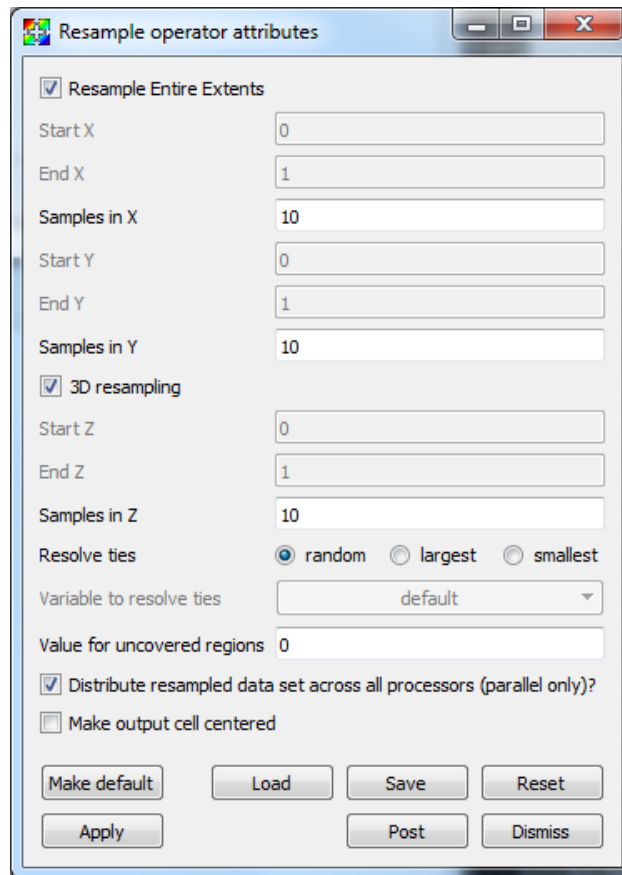 Resample operator attributes
Resample Entire Extents
Start X 0
End X 1
Samples in X 10
Start Y 0
End Y 1
Samples in Y 10
3D resampling
Start Z 0
End Z 1
Samples in Z 10
Resolve ties random largest smallest
Variable to resolve ties default
Value for uncovered regions 0
Distribute resampled data set across all processors (parallel only)?
Make output cell centered
Make default Load Save Reset
Apply Post Dismiss